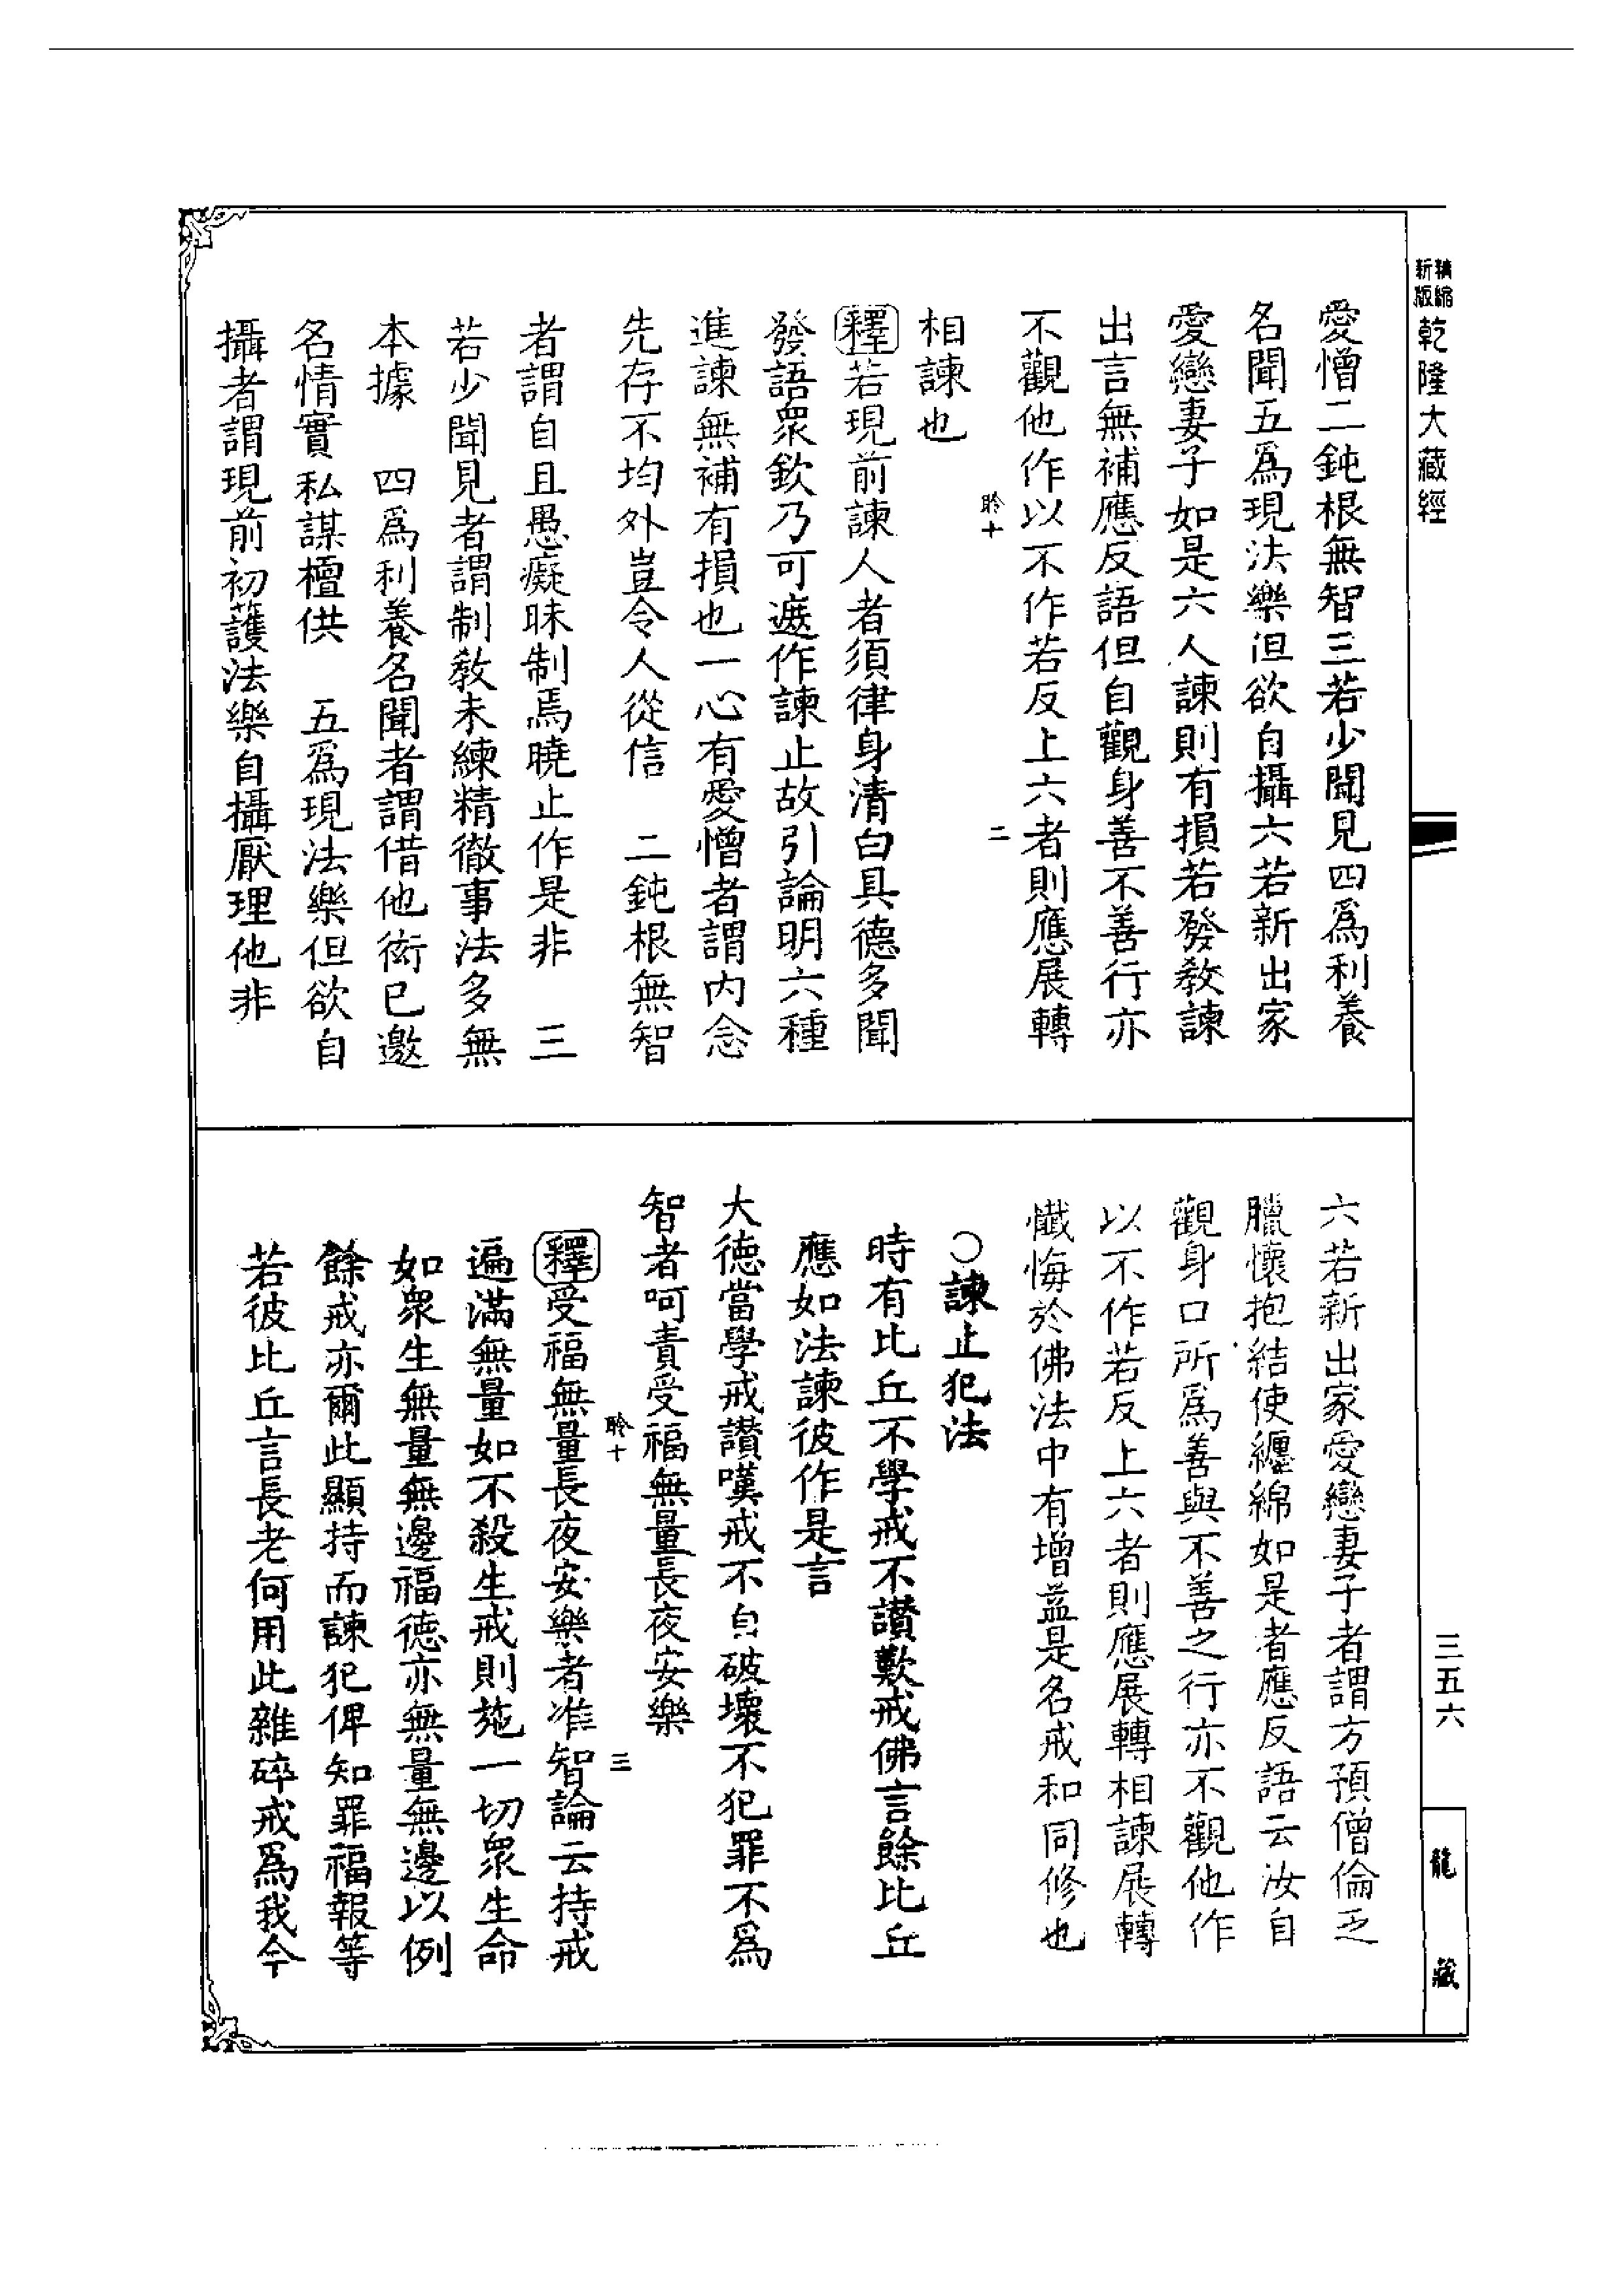 精縮
新版
乾隆大藏經
愛憎二鈍根無智三若少聞見四爲利養
名聞五爲現法樂但欲自攝六若新出家
愛戀妻子如是六人諫則有損若發教諫
出言無補應反語但自觀身善不善行亦
不觀他作以不作若反上六者則應展轉
聆十
二
相諫也
釋若現前諫人者須律身清白具德多聞
發語衆欽乃可遮作諫止故引論明六種
進諫無補有損也一心有愛憎者謂内念
先存不均外豈令人從信 二鈍根無智
者謂自且愚癡昧制焉曉止作是非 三
若少聞見者謂制教未練精徹事法多無
本據 四爲利養名聞者謂借他衒已邀
名情實私謀檀供 五爲現法樂但欲自
攝者謂現前初護法樂自攝厭理他非
六若新出家愛戀妻子者謂方預僧倫乏
臘懷抱結使纏綿如是者應反語云汝自
觀身口所爲善與不善之行亦不觀他作
以不作若反上六者則應展轉相諫展轉
懺悔於佛法中有增益是名戒和同修也
○諫止犯法
時有比丘不學戒不讚歎戒佛言餘比丘
應如法諫彼作是言
大德當學戒讚嘆戒不自破壞不犯罪不爲
智者呵責受福無量長夜安樂
聆十
三
釋受福無量長夜安樂者准智論云持戒
遍滿無量如不殺生戒則施一切衆生命
如衆生無量無邊福德亦無量無邊以例
餘戒亦爾此顯持而諫犯俾知罪福報等
若彼比丘言長老何用此雜碎戒爲我今
三五六
龍藏